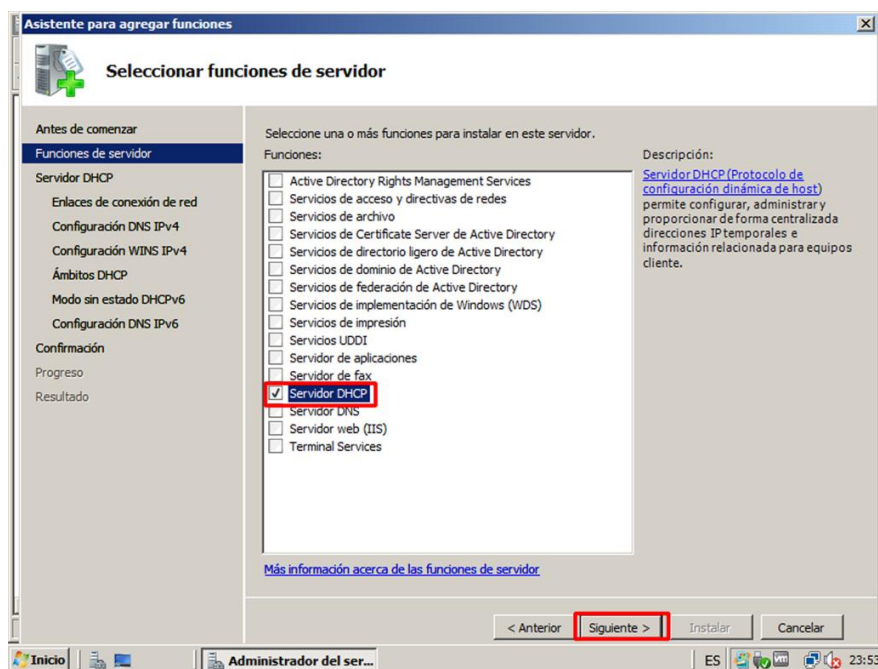 Asistente para agregar funciones
Seleccionar funciones de servidor
Antes de comenzar
Funciones de servidor
Servidor DHCP
Enlaces de conexión de red
Configuración DNS IPv4
Configuración WINS IPv4
Ámbitos DHCP
Modo sin estado DHCPv6
Configuración DNS IPv6
Confirmación
Progreso
Resultado
Seleccione una o más funciones para instalar en este servidor.
Funciones:
Active Directory Rights Management Services
Servicios de acceso y directivas de redes
Servicios de archivo
Servicios de Certificate Server de Active Directory
Servicios de directorio ligero de Active Directory
Servicios de dominio de Active Directory
Servicios de federación de Active Directory
Servicios de implementación de Windows (WDS)
Servicios de impresión
Servicios UDDI
Servidor de aplicaciones
Servidor de fax
Servidor DHCP
Servidor DNS
Servidor web (IIS)
Terminal Services
Más información acerca de las funciones de servidor
Descripción:
Servidor DHCP (Protocolo de
configuración dinámica de host)
permite configurar, administrar y
proporcionar de forma centralizada
direcciones IP temporales e
información relacionada para equipos
cliente.
< Anterior
Siguiente >
Instalar
Cancelar
Inicio
Administrador del ser...
ES
23:53